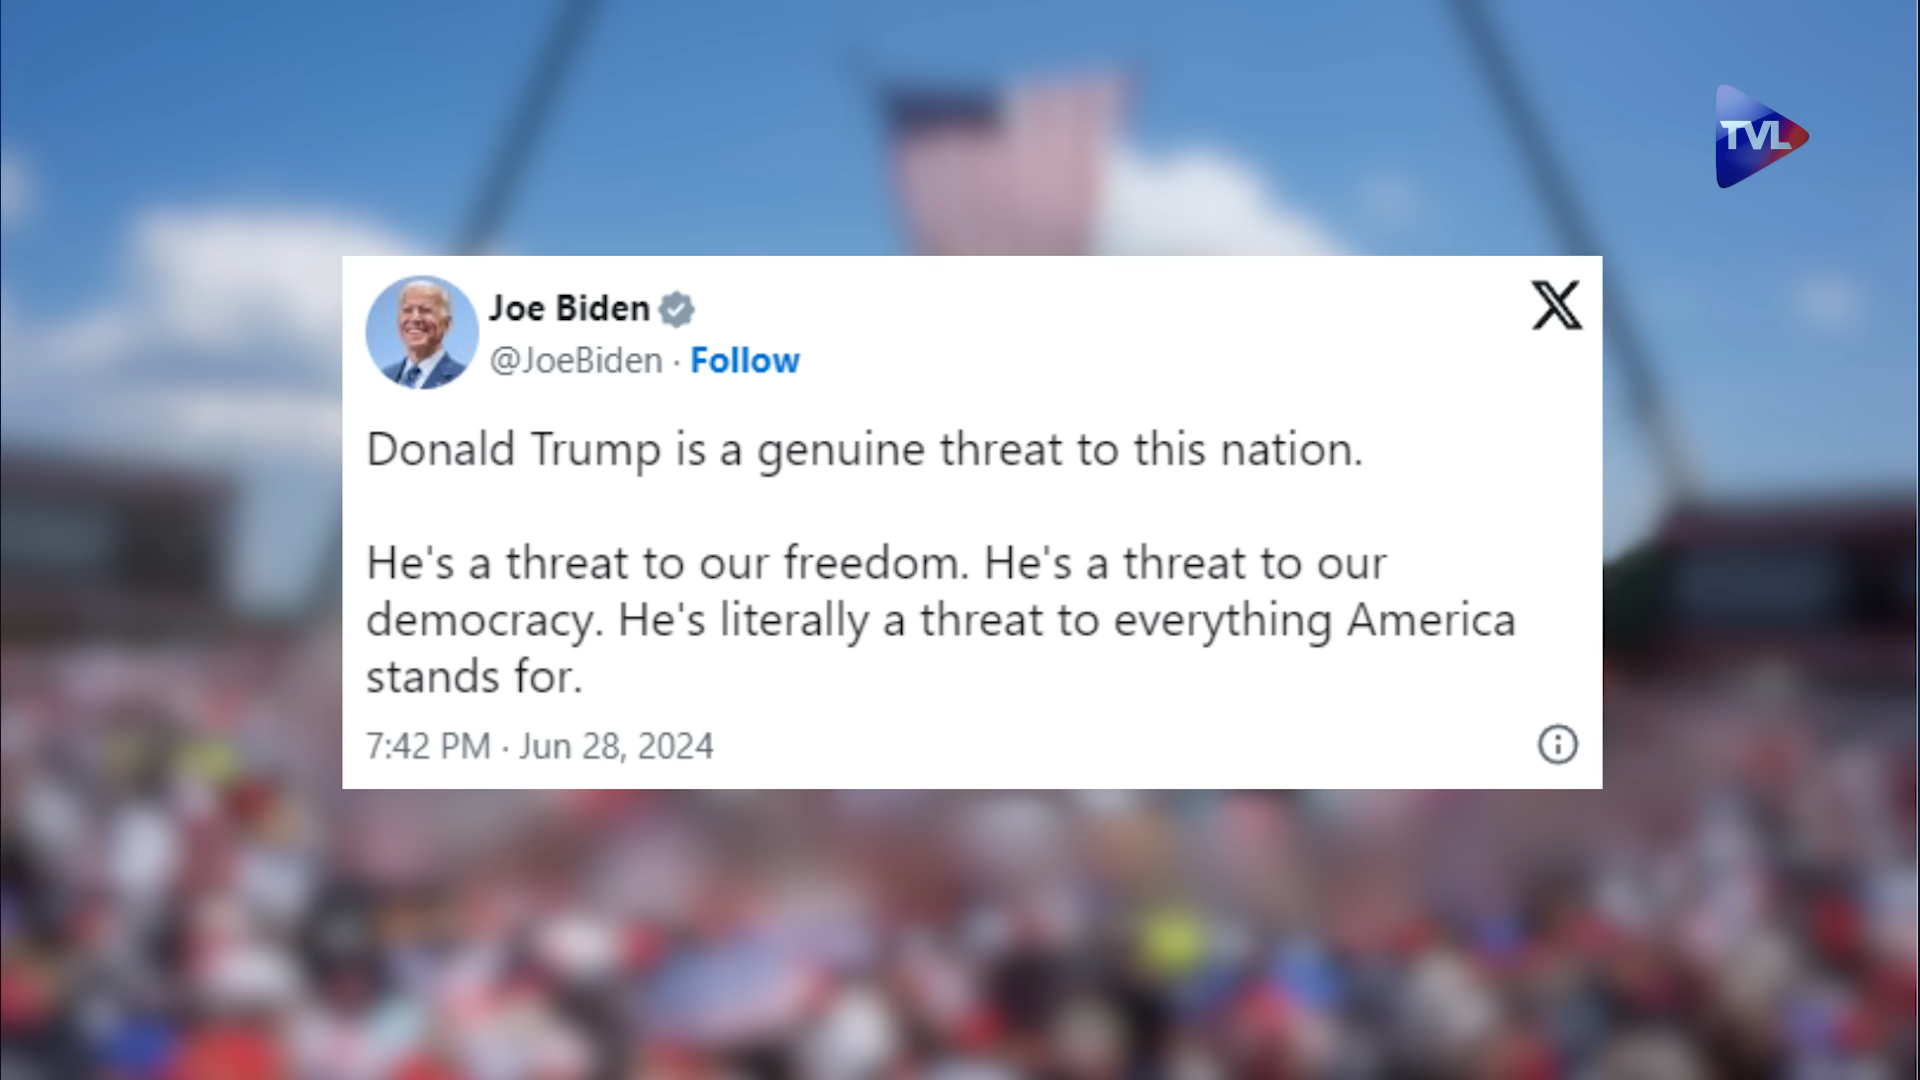 TVL
Joe Biden
@JoeBiden · Follow
Donald Trump is a genuine threat to this nation.
He's a threat to our freedom. He's a threat to our
democracy. He's literally a threat to everything America
stands for.
7:42 PM · Jun 28, 2024